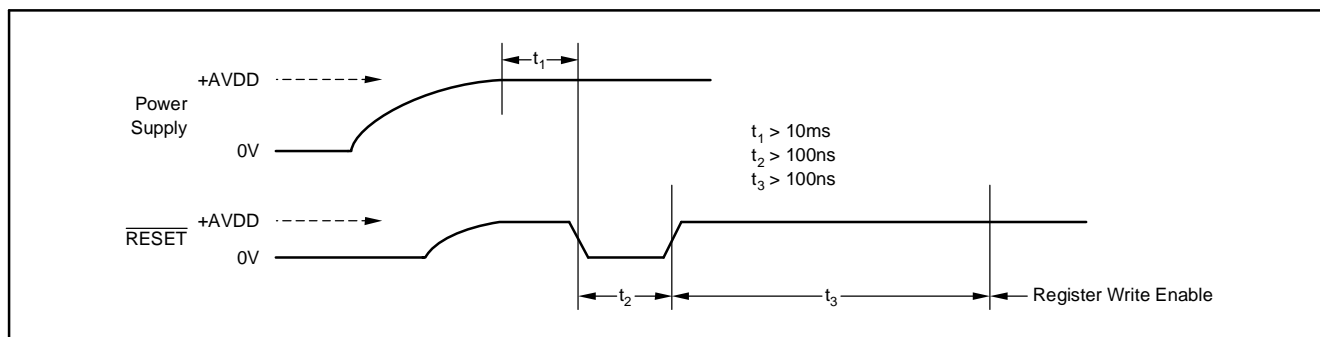 t1
+AVDD
Power
Supply
0V
t1 > 10ms
t2 > 100ns
t3 > 100ns
+AVDD
RESET
0V
t2
t3
Register Write Enable